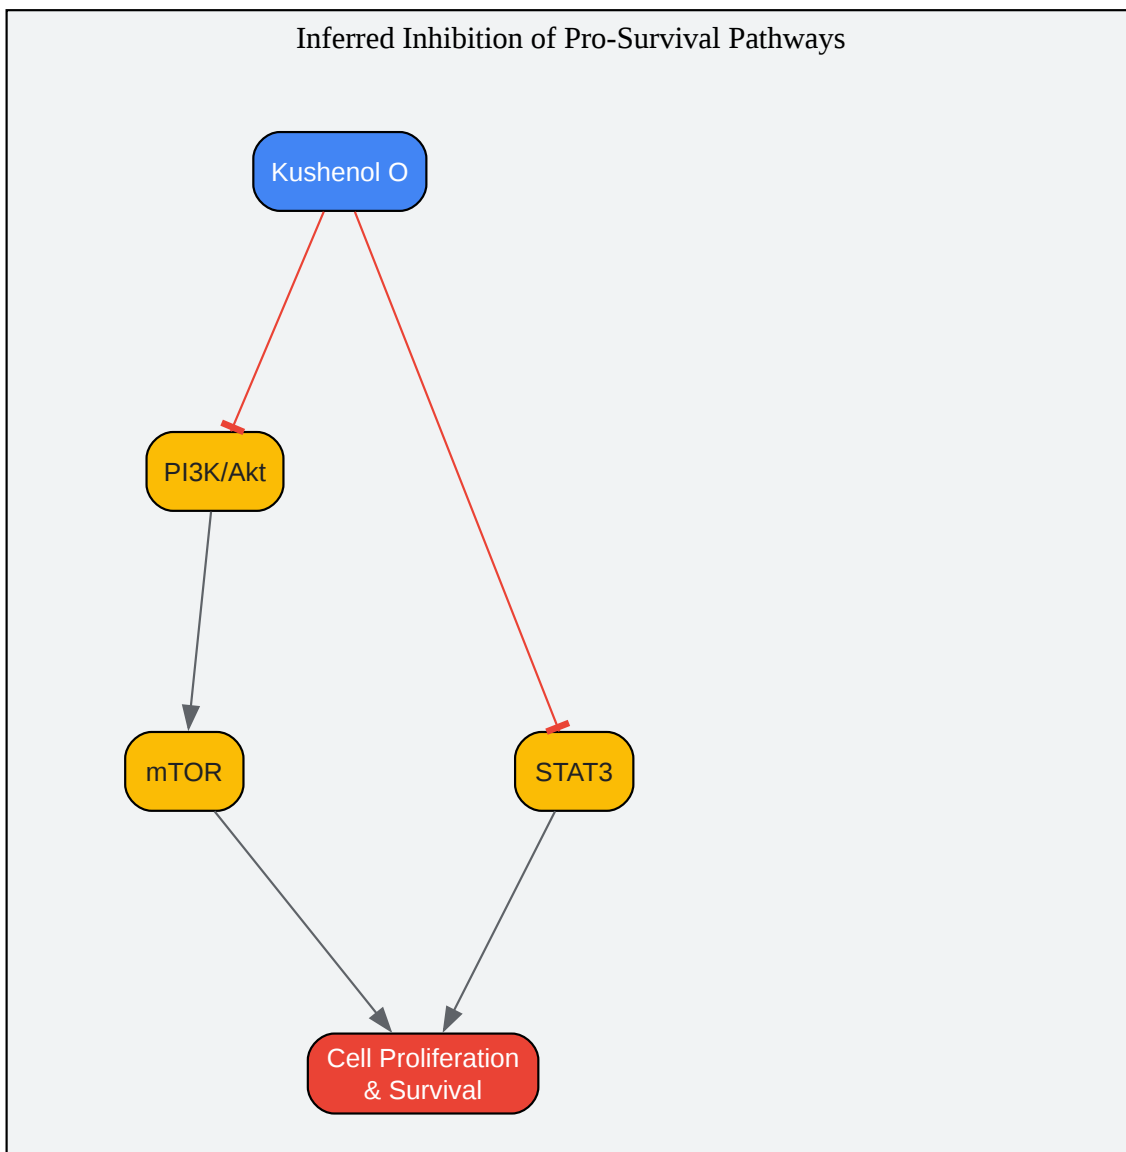 Inferred Inhibition of Pro-Survival Pathways
Kushenol O
PI3K/Akt
mTOR
STAT3
Cell Proliferation
& Survival